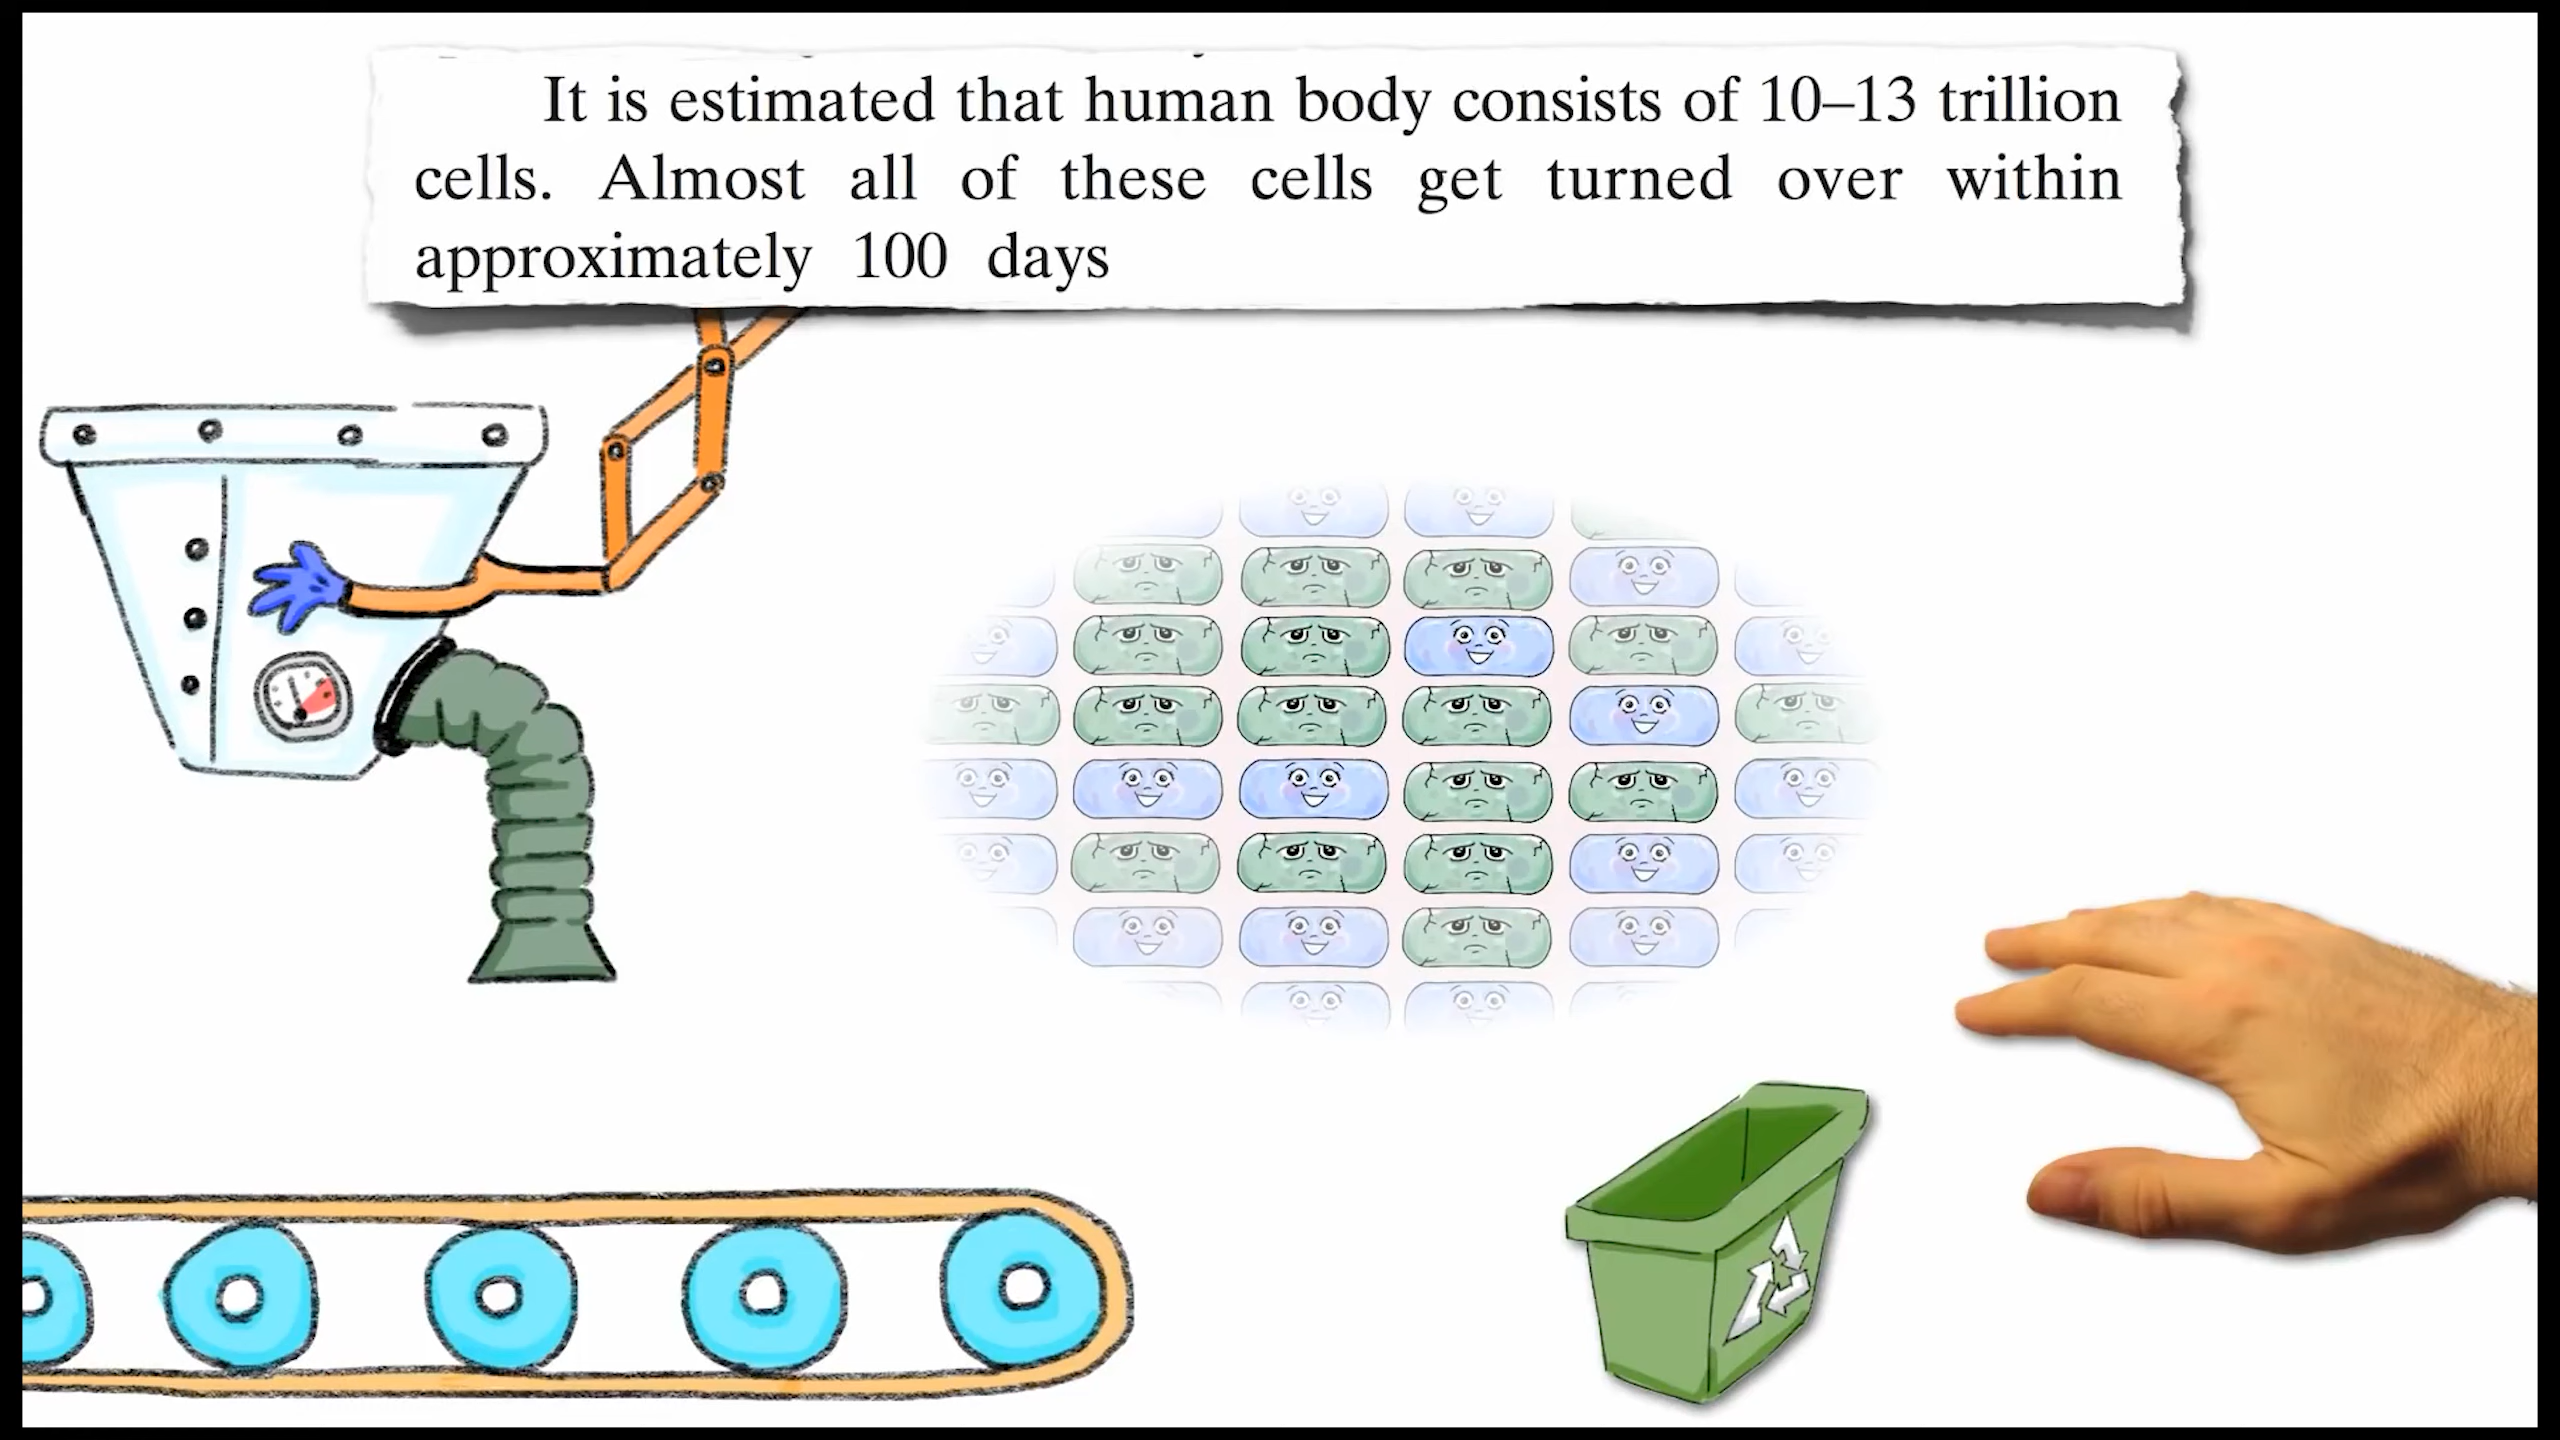 It is estimated that human body consists of 10–13 trillion
cells. Almost all of these cells get turned over within
approximately 100 days